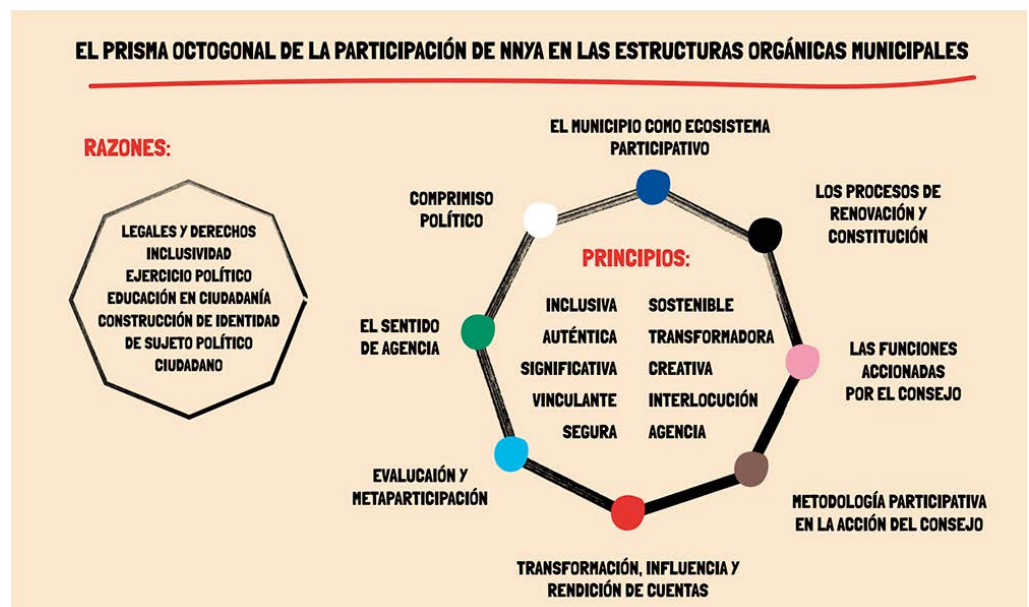 EL PRISMA OCTOGONAL DE LA PARTICIPACIÓN DE NNYA EN LAS ESTRUCTURAS ORGÁNICAS MUNICIPALES
RAZONES:
LEGALES Y DERECHOS
INCLUSIVIDAD
EJERCICIO POLÍTICO
EDUCACIÓN EN CIUDADANÍA
CONSTRUCCIÓN DE IDENTIDAD
DE SUJETO POLÍTICO
CIUDADANO
EL MUNICIPIO COMO ECOSISTEMA
PARTICIPATIVO
LOS PROCESOS DE
RENOVACIÓN Y
CONSTITUCIÓN
LAS FUNCIONES
ACCIONADAS
POR EL CONSEJO
METODOLOGÍA PARTICIPATIVA
EN LA ACCIÓN DEL CONSEJO
TRANSFORMACIÓN, INFLUENCIA Y
RENDICIÓN DE CUENTAS
EVALUCAIÓN Y
METAPARTICIPACIÓN
EL SENTIDO
DE AGENCIA
COMPRIMISO
POLÍTICO
PRINCIPIOS:
INCLUSIVA
AUTÉNTICA
SIGNIFICATIVA
VINCULANTE
SEGURA
SOSTENIBLE
TRANSFORMADORA
CREATIVA
INTERLOCUCIÓN
AGENCIA